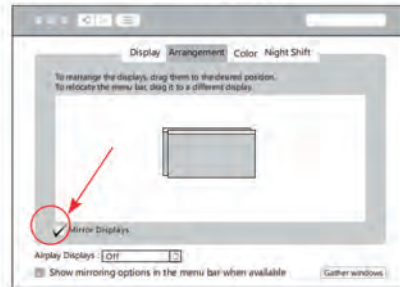 Display Arrangement Color Night Shift
To rearrange the displays, drag them to the desired position.
To relocate the menu bar, drag it to a different display.
Mirror Displays
Airplay Displays : Off
Show mirroring options in the menu bar when available
Gather windows